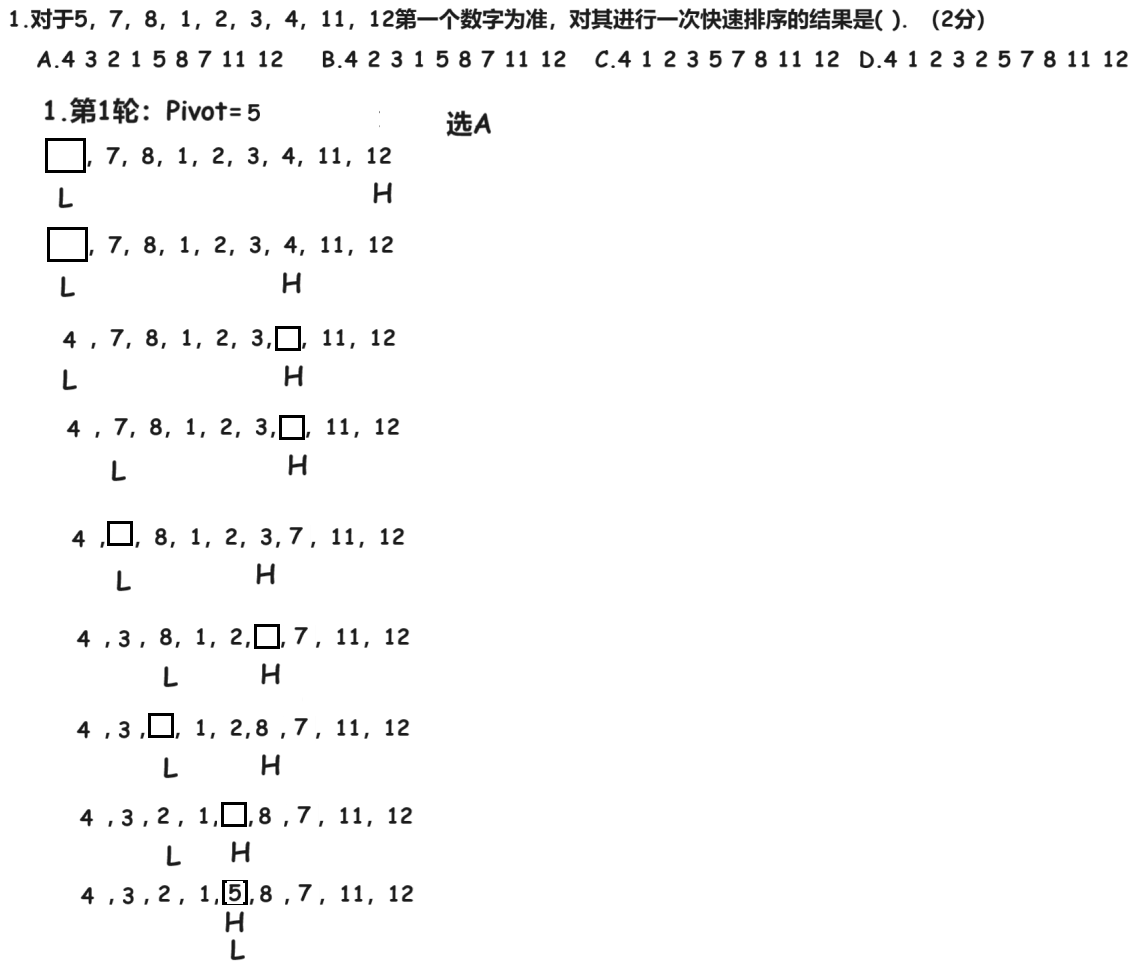 1.对于5, 7, 8, 1, 2, 3, 4, 11, 12第一个数字为准，对其进行一次快速排序的结果是( ). (2分)
A.4 3 2 1 5 8 7 11 12 B.4 2 3 1 5 8 7 11 12 C.4 1 2 3 5 7 8 11 12 D.4 1 2 3 2 5 7 8 11 12
1.第1轮：Pivot=5
选A
, 7, 8, 1, 2, 3, 4, 11, 12
L H
, 7, 8, 1, 2, 3, 4, 11, 12
L H
4 , 7, 8, 1, 2, 3, , 11, 12
L H
4 , 7, 8, 1, 2, 3, , 11, 12
L H
4 , , 8, 1, 2, 3, 7 , 11, 12
L H
4 , 3 , 8, 1, 2, , 7 , 11, 12
L H
4 , 3 , , 1, 2,8 , 7 , 11, 12
L H
4 , 3 , 2 , 1, ,8 , 7 , 11, 12
L H
4 , 3 , 2 , 1,5,8 , 7 , 11, 12
H
L